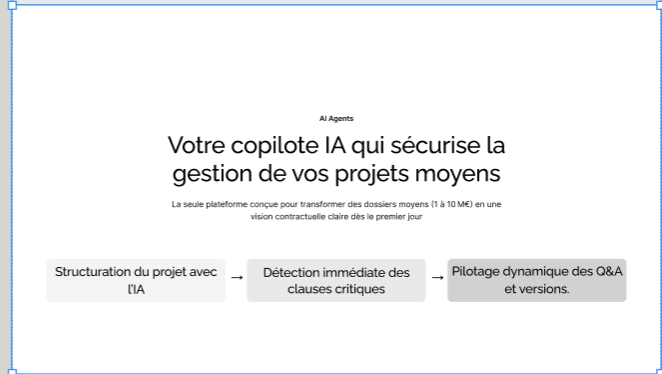 AI Agents
Votre copilote IA qui sécurise la
gestion de vos projets moyens
La seule plateforme conçue pour transformer des dossiers moyens (1 à 10 M€) en une
vision contractuelle claire dès le premier jour
Structuration du projet avec
l'IA
→
Détection immédiate des
clauses critiques
→
Pilotage dynamique des Q&A
et versions.